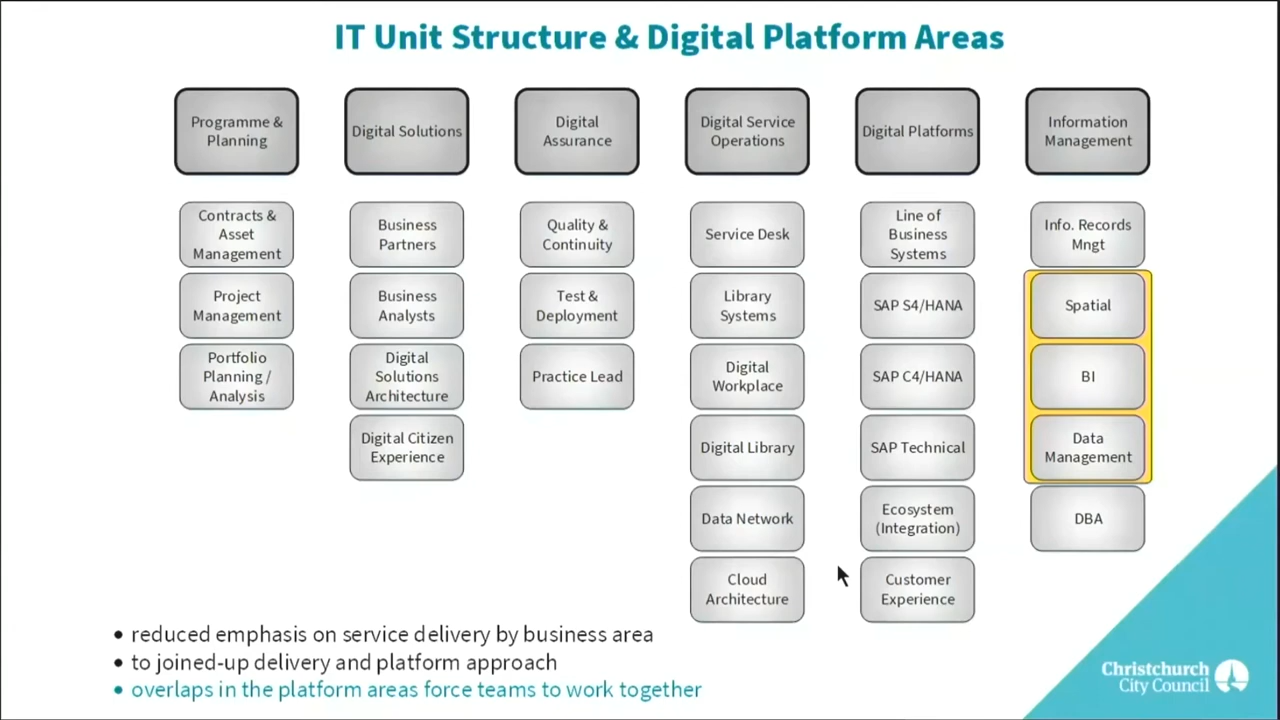 IT Unit Structure & Digital Platform Areas
Programme &
Planning
Digital Solutions
Digital
Assurance
Digital Service
Operations
Digital Platforms
Information
Management
Contracts &
Asset
Management
Project
Management
Portfolio
Planning /
Analysis
Business
Partners
Business
Analysts
Digital
Solutions
Architecture
Digital Citizen
Experience
Quality &
Continuity
Test &
Deployment
Practice Lead
Service Desk
Library
Systems
Digital
Workplace
Digital Library
Data Network
Cloud
Architecture
Line of
Business
Systems
SAP S4/HANA
SAP C4/HANA
SAP Technical
Ecosystem
(Integration)
Customer
Experience
Info. Records
Mngt
Spatial
BI
Data
Management
DBA
• reduced emphasis on service delivery by business area
• to joined-up delivery and platform approach
• overlaps in the platform areas force teams to work together
Christchurch
City Council